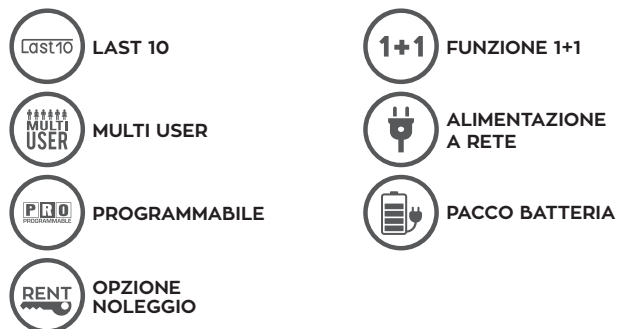 Last10
LAST 10
MULTI
USER
MULTI USER
PRO
PROGRAMMABLE
PROGRAMMABILE
RENT
OPZIONE
NOLEGGIO
1+1
FUNZIONE 1+1
ALIMENTAZIONE
A RETE
PACCO BATTERIA